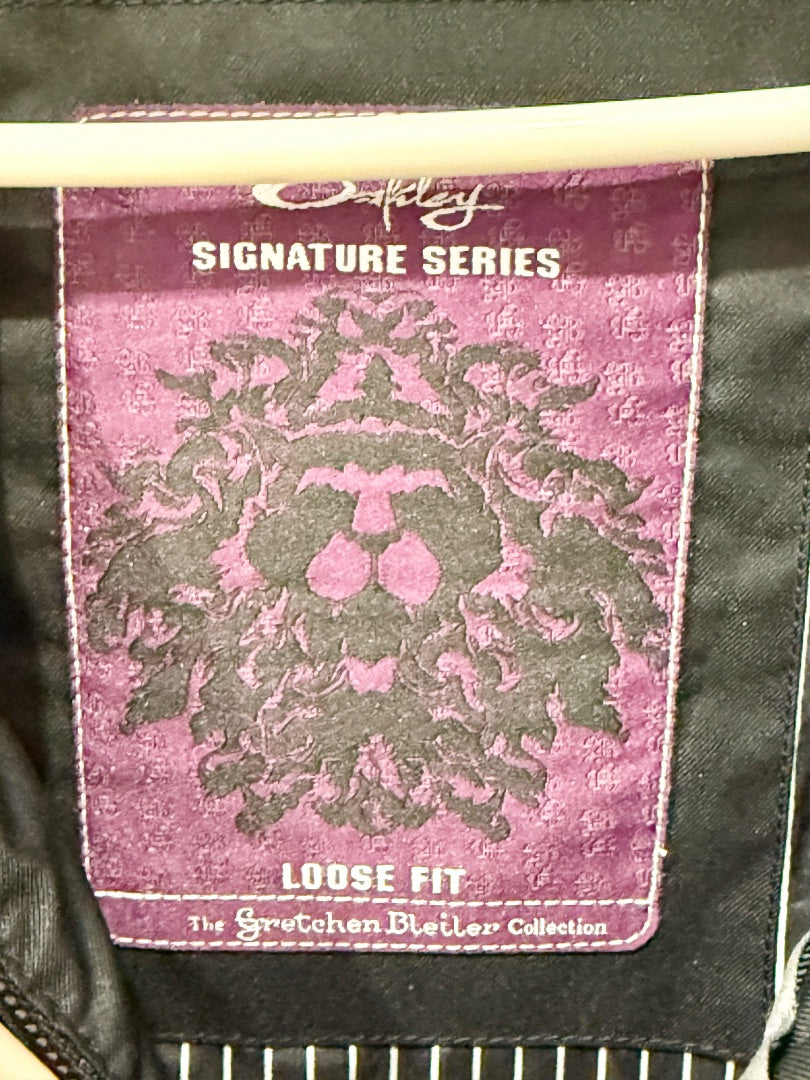 Oakley
SIGNATURE SERIES
LOOSE FIT
The Gretchen Bleiler Collection